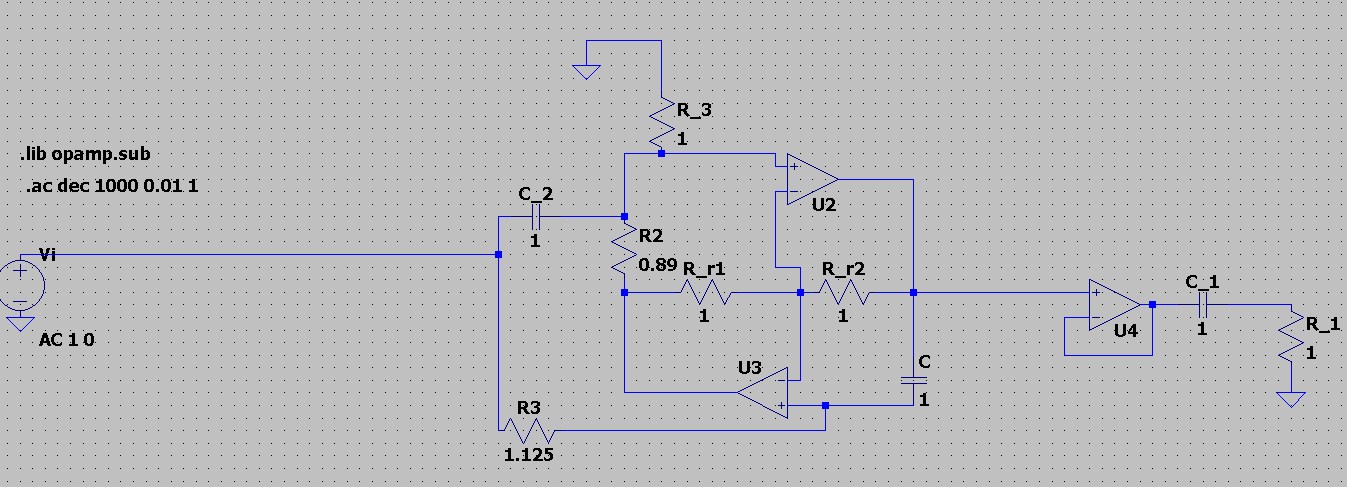 R_3
1
.lib opamp.sub
.ac dec 1000 0.01 1
C_2
1
U2
R2
0.89
Vi
R_r1
1
R_r2
1
C_1
1
R_1
1
U4
AC 1 0
U3
C
1
R3
1.125